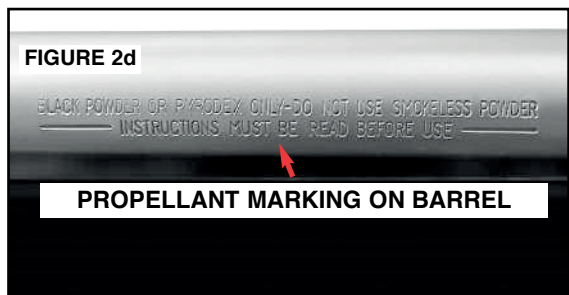 FIGURE 2d
BLACK POWDER OR PYRODEX ONLY-DO NOT USE SMOKELESS POWDER
INSTRUCTIONS MUST BE READ BEFORE USE
PROPELLANT MARKING ON BARREL